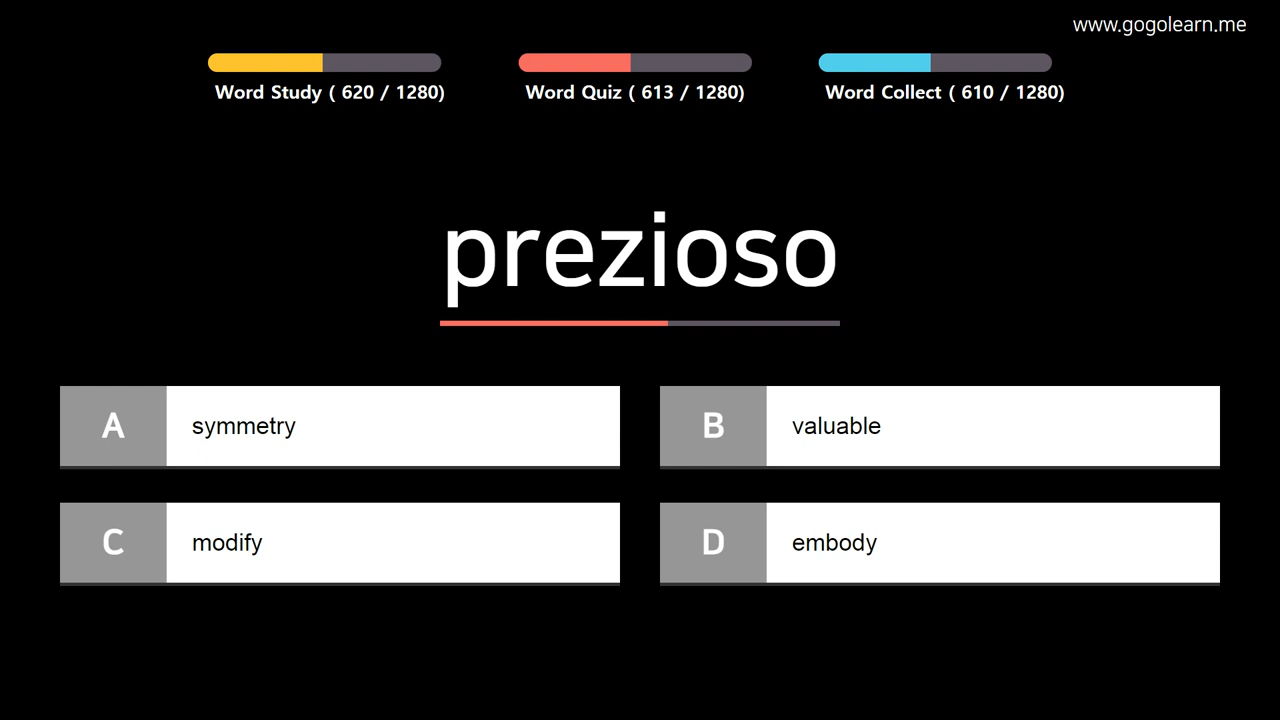 www.gogolearn.me
Word Study ( 620 / 1280)
Word Quiz ( 613 / 1280)
Word Collect ( 610 / 1280)
prezioso
A symmetry
B valuable
C modify
D embody